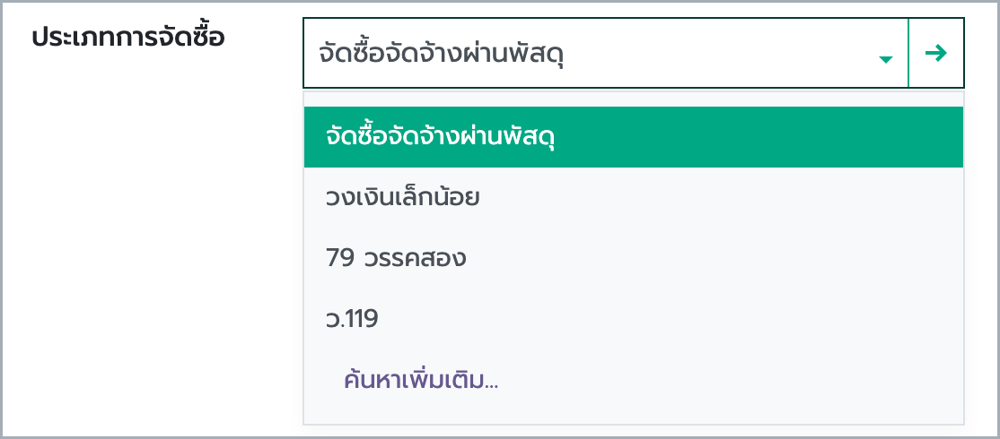 ประเภทการจัดซื้อ
จัดซื้อจัดจ้างผ่านพัสดุ
จัดซื้อจัดจ้างผ่านพัสดุ
วงเงินเล็กน้อย
79 วรรคสอง
ว.119
ค้นหาเพิ่มเติม...